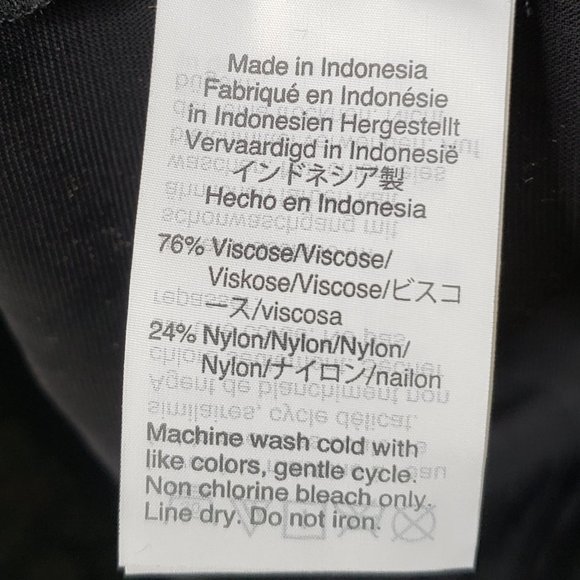 Made in Indonesia
Fabriqué en Indonésie
in Indonesien Hergestellt
Vervaardigd in Indonesië
インドネシア製
Hecho en Indonesia
76% Viscose/Viscose/
Viskose/Viscose/ビスコ
ース/viscosa
24% Nylon/Nylon/Nylon/
Nylon/ナイロン/nailon
Machine wash cold with
like colors, gentle cycle.
Non chlorine bleach only.
Line dry. Do not iron.